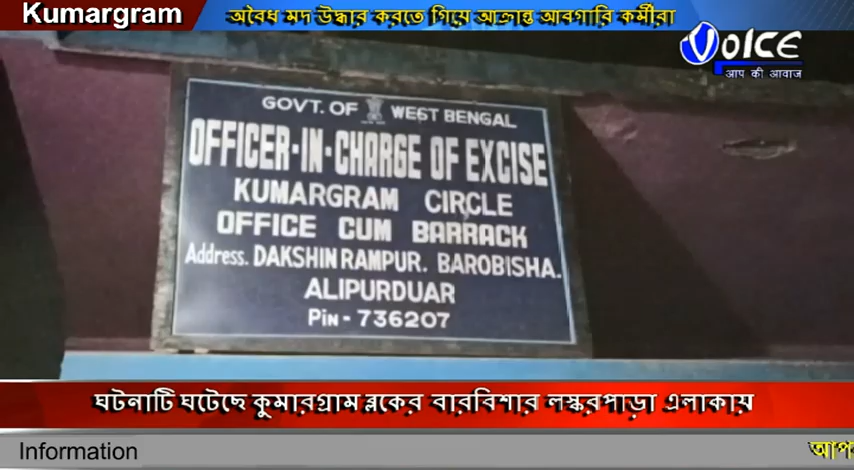 Kumargram
অবৈধ মদ উদ্ধার করতে গিয়ে আক্রান্ত আবগারি কর্মীরা
VOICE
आप की आवाज
GOVT. OF WEST BENGAL
OFFICER-IN-CHARGE OF EXCISE
KUMARGRAM CIRCLE
OFFICE CUM BARRACK
Address. DAKSHIN RAMPUR. BAROBISHA.
ALIPURDUAR
PIN - 736207
ঘটনাটি ঘটেছে কুমারগ্রাম ব্লকের বারবিশার লস্করপাড়া এলাকায়
Information
আপ